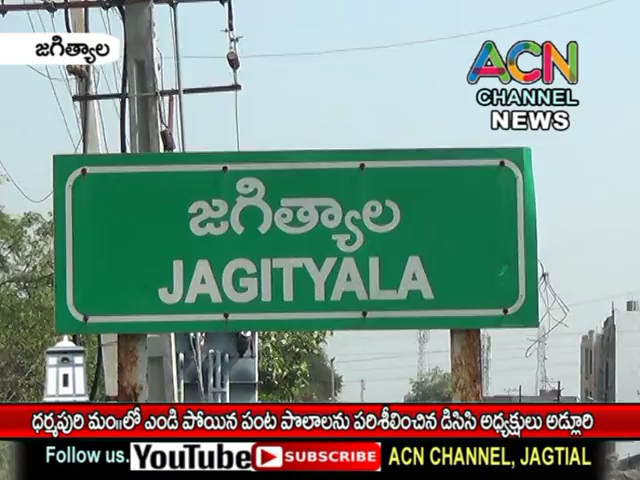 జగిత్యాల
ACN
CHANNEL
NEWS
జగిత్యాల
JAGITYALA
ధర్మపురి మం॥లో ఎండి పోయిన పంట పొలాలను పరిశీలించిన డిసిసి అధ్యక్షులు అడ్లూరి
Follow us. YouTube SUBSCRIBE ACN CHANNEL, JAGTIAL